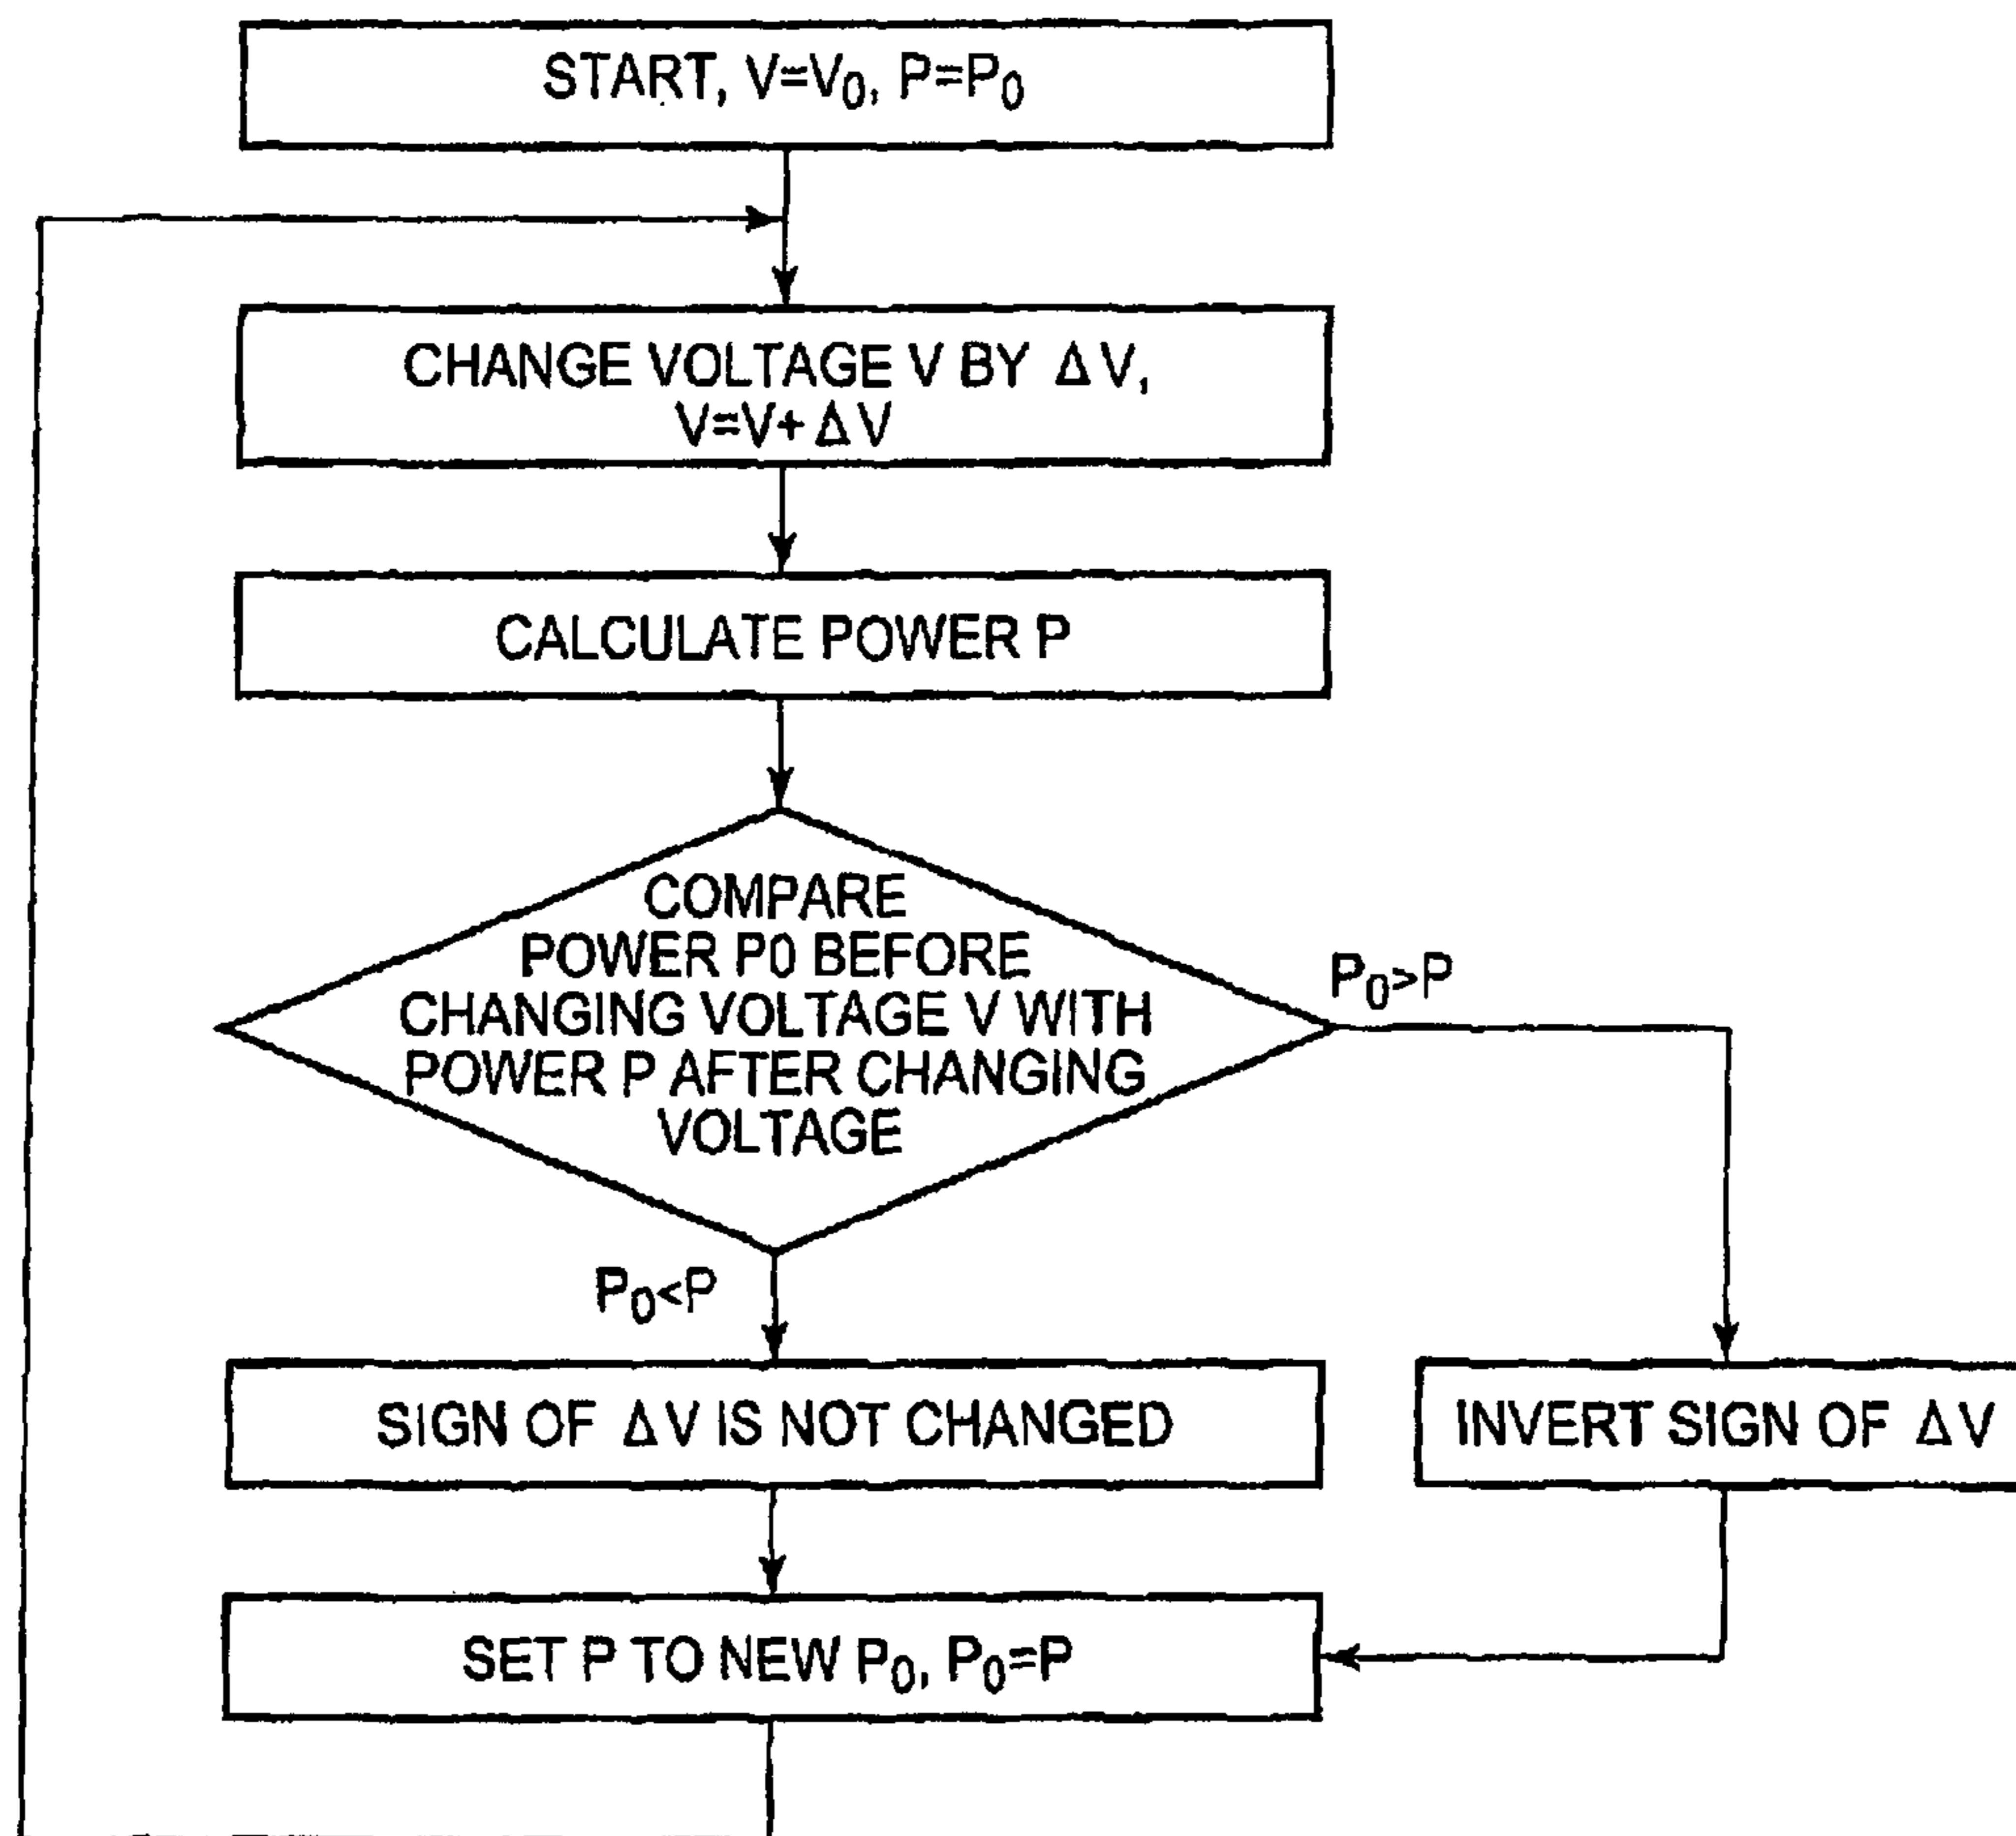 START, V=V₀, P=P₀
CHANGE VOLTAGE V BY ΔV,
V=V+ΔV
CALCULATE POWER P
COMPARE
POWER P0 BEFORE
CHANGING VOLTAGE V WITH
POWER P AFTER CHANGING
VOLTAGE
P₀>P
P₀<P
SIGN OF ΔV IS NOT CHANGED
INVERT SIGN OF ΔV
SET P TO NEW P₀, P₀=P